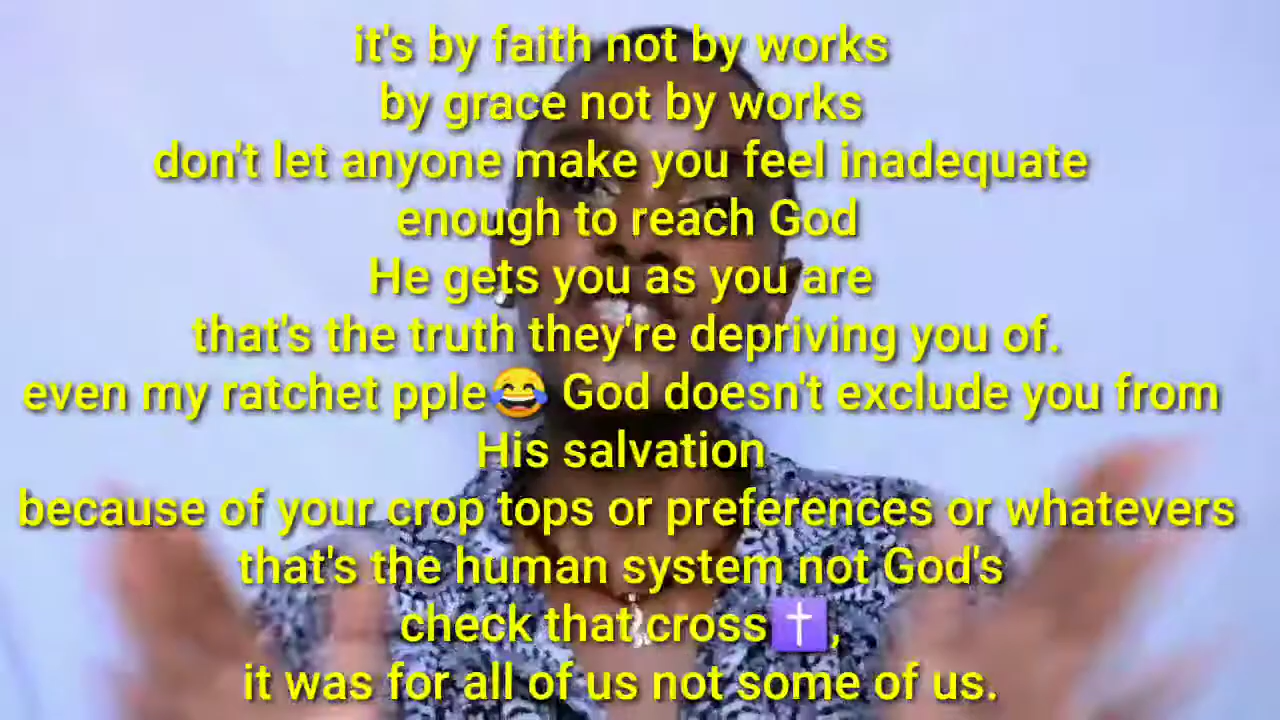 it's by faith not by works
by grace not by works
don't let anyone make you feel inadequate
enough to reach God
He gets you as you are
that's the truth they're depriving you of.
even my ratchet pple😂 God doesn't exclude you from
His salvation
because of your crop tops or preferences or whatevers
that's the human system not God's
check that cross✝️,
it was for all of us not some of us.